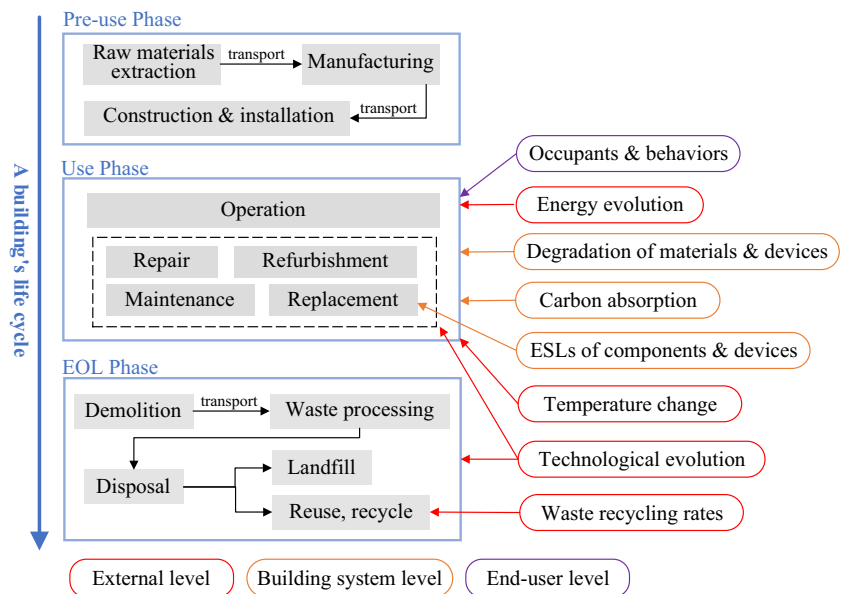 A building's life cycle
Pre-use Phase
Raw materials
extraction
transport
Manufacturing
Construction & installation
transport
Use Phase
Operation
Repair
Refurbishment
Maintenance
Replacement
EOL Phase
Demolition
transport
Waste processing
Disposal
Landfill
Reuse, recycle
Occupants & behaviors
Energy evolution
Degradation of materials & devices
Carbon absorption
ESLs of components & devices
Temperature change
Technological evolution
Waste recycling rates
External level
Building system level
End-user level